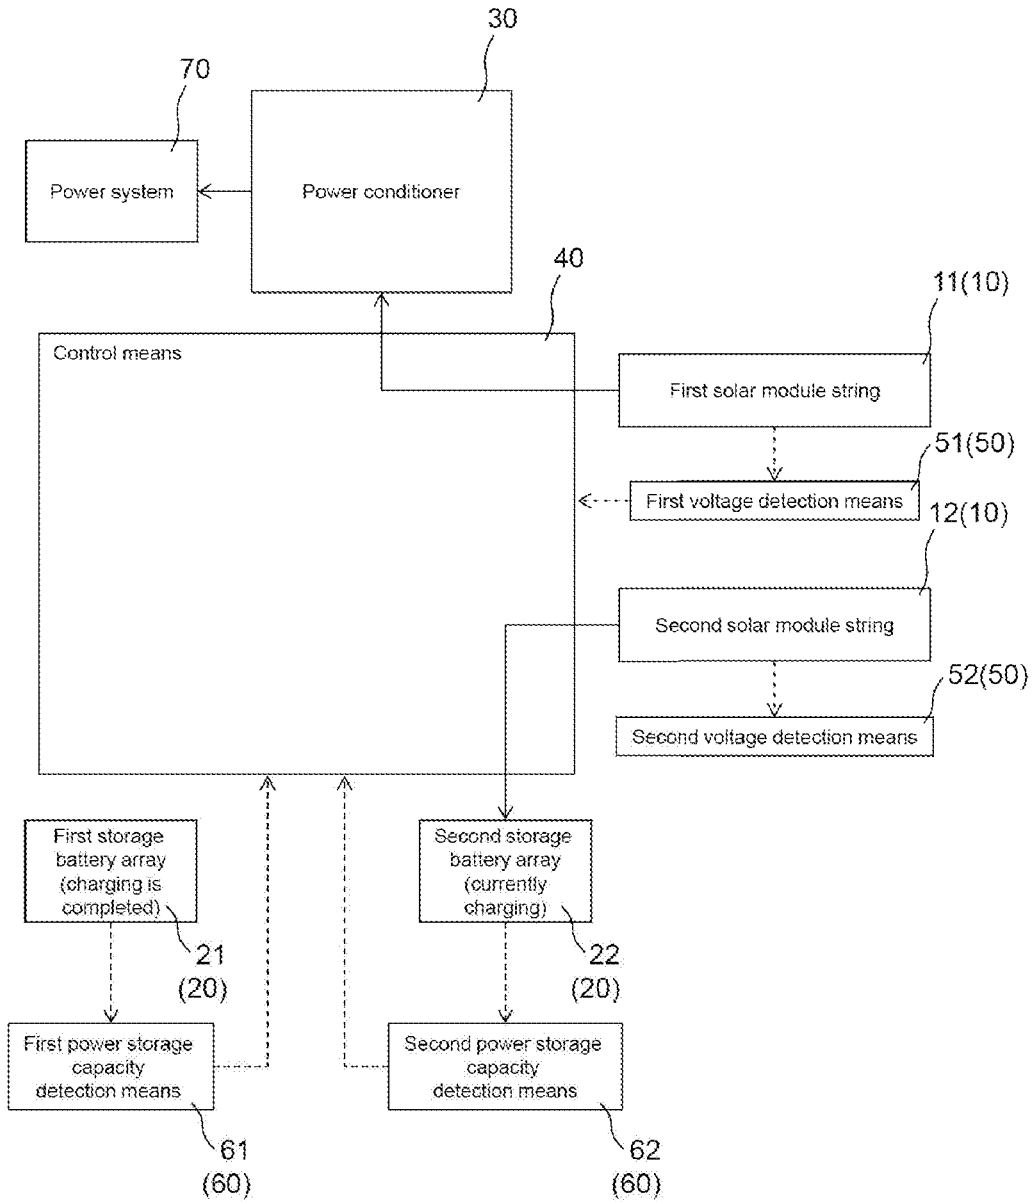 30
70
Power system
Power conditioner
40
11(10)
Control means
First solar module string
51(50)
First voltage detection means
12(10)
Second solar module string
52(50)
Second voltage detection means
First storage
battery array
(charging is
completed)
Second storage
battery array
(currently
charging)
21
(20)
22
(20)
First power storage
capacity
detection means
Second power storage
capacity
detection means
61
(60)
62
(60)